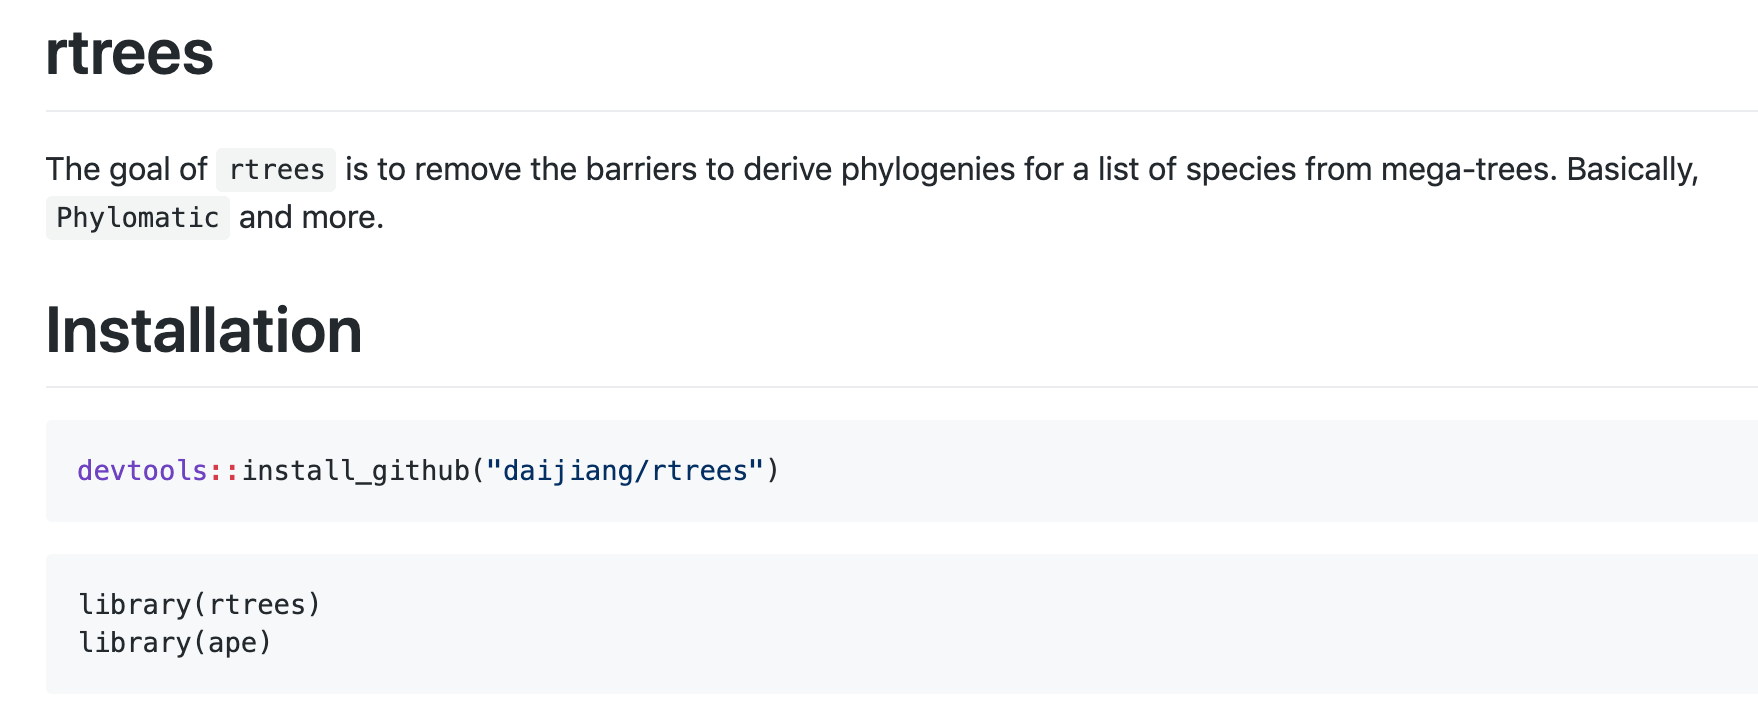 rtrees
The goal of rtrees is to remove the barriers to derive phylogenies for a list of species from mega-trees. Basically,
Phylomatic and more.
Installation
devtools::install_github("daijiang/rtrees")
library(rtrees)
library(ape)